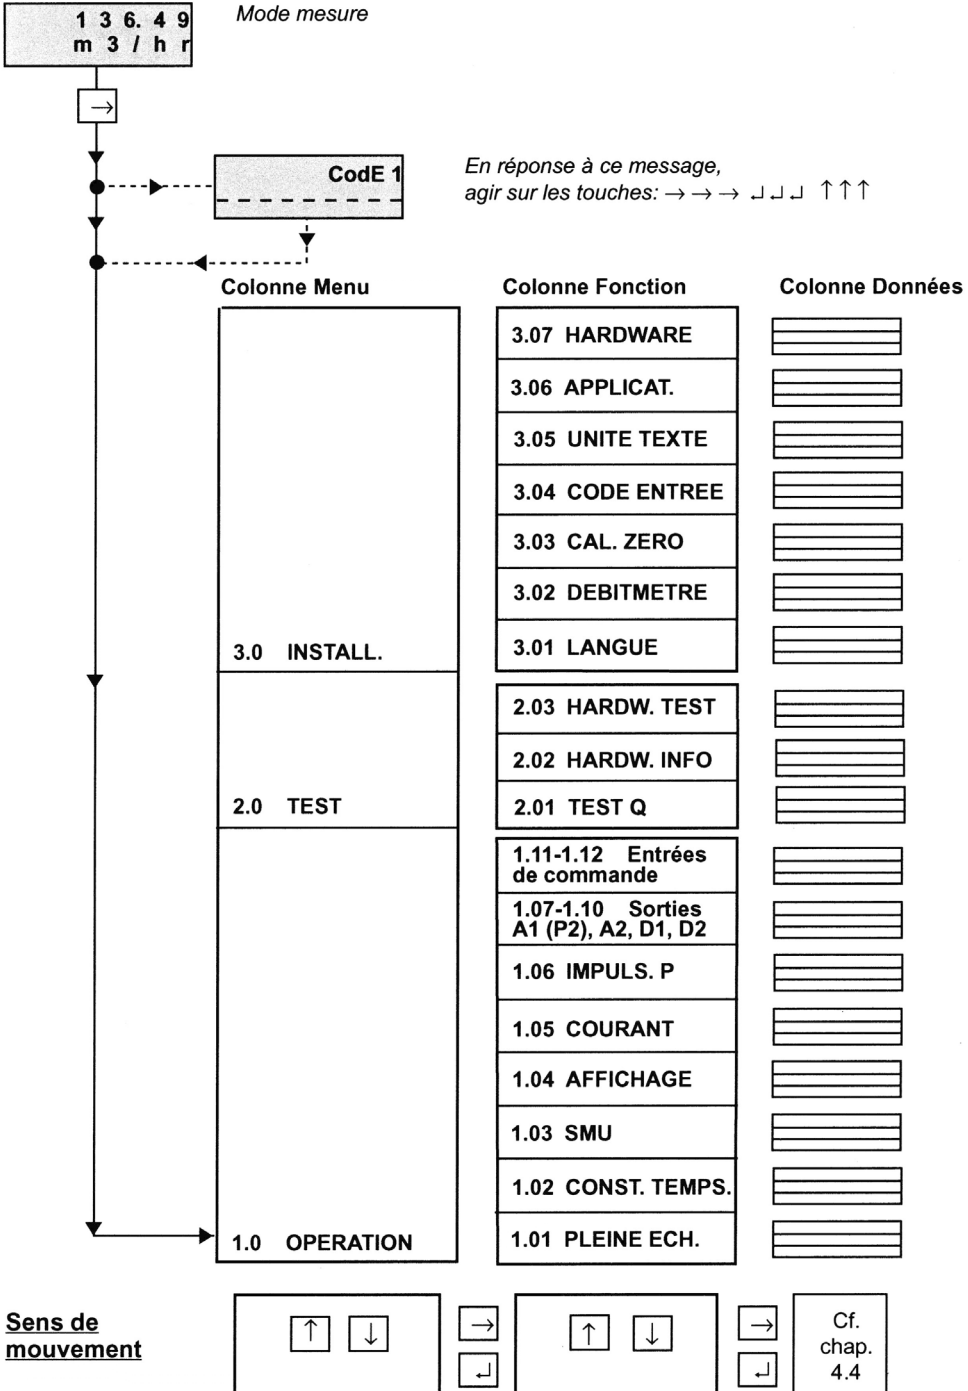 1 3 6. 4 9
m 3 / h r
Mode mesure
→
CodE 1
_ _ _ _ _ _ _ _ _
En réponse à ce message,
agir sur les touches: → → → ↵ ↵ ↵ ↑ ↑ ↑
Colonne Menu
Colonne Fonction
Colonne Données
3.07 HARDWARE
3.06 APPLICAT.
3.05 UNITE TEXTE
3.04 CODE ENTREE
3.03 CAL. ZERO
3.02 DEBITMETRE
3.0 INSTALL.
3.01 LANGUE
2.03 HARDW. TEST
2.02 HARDW. INFO
2.0 TEST
2.01 TEST Q
1.11-1.12 Entrées
de commande
1.07-1.10 Sorties
A1 (P2), A2, D1, D2
1.06 IMPULS. P
1.05 COURANT
1.04 AFFICHAGE
1.03 SMU
1.02 CONST. TEMPS.
1.0 OPERATION
1.01 PLEINE ECH.
Sens de
mouvement
↑ ↓
→
↵
↑ ↓
→
↵
Cf.
chap.
4.4